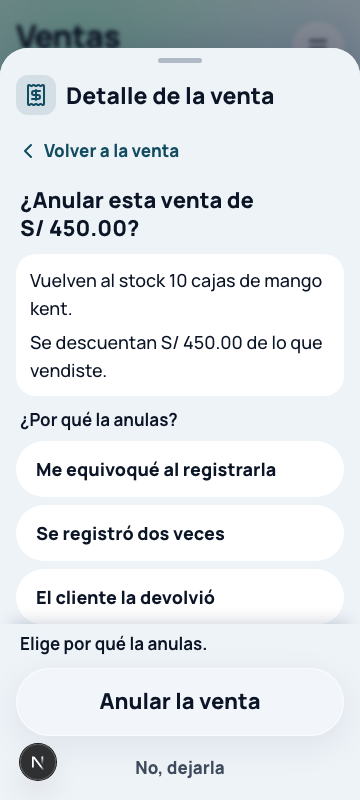 Ventas
Detalle de la venta
Volver a la venta
¿Anular esta venta de
S/ 450.00?
Vuelven al stock 10 cajas de mango
kent.
Se descuentan S/ 450.00 de lo que
vendiste.
¿Por qué la anulas?
Me equivoqué al registrarla
Se registró dos veces
El cliente la devolvió
Elige por qué la anulas.
Anular la venta
N
No, dejarla